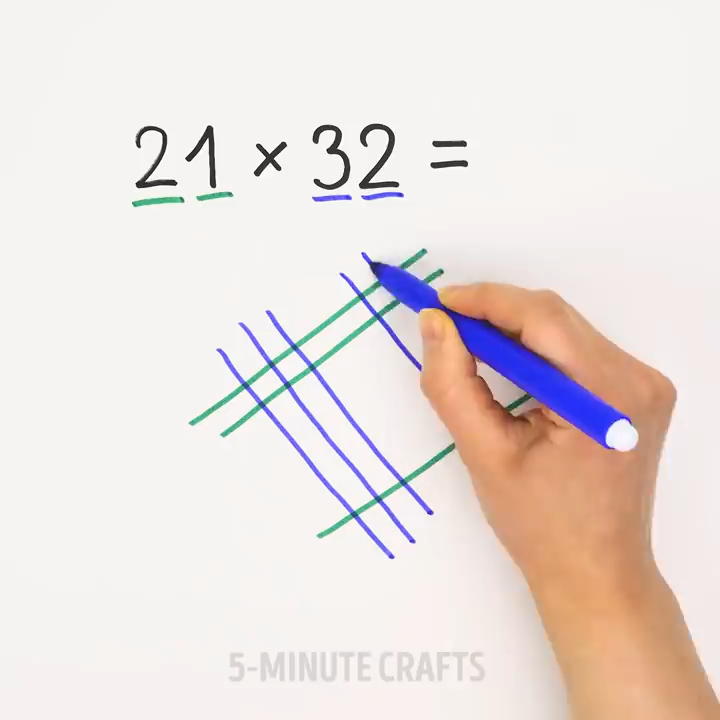 21 × 32 =
5-MINUTE CRAFTS